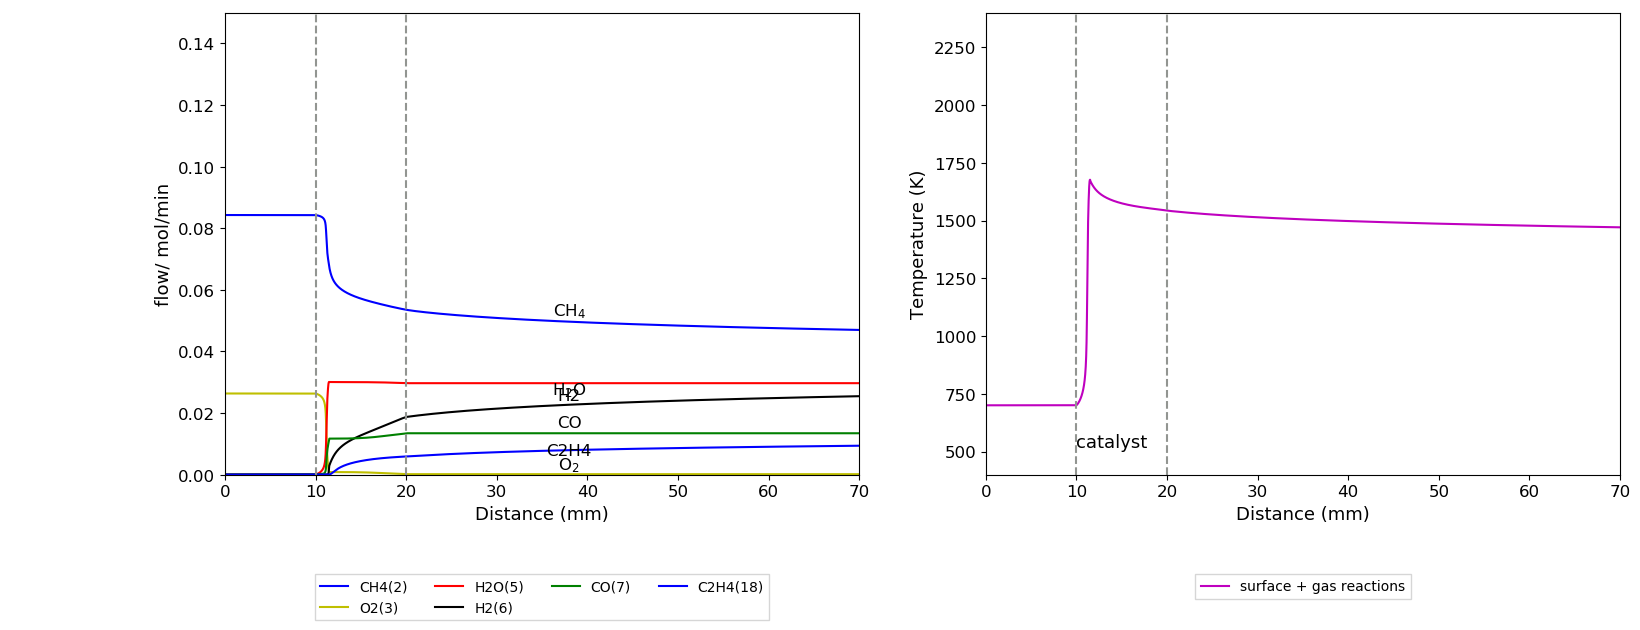 0.14
0.12
0.10
0.08
0.06
0.04
0.02
0.00
flow/ mol/min
CH4
H2O
H2
CO
C2H4
O2
0 10 20 30 40 50 60 70
Distance (mm)
CH4(2) H2O(5) CO(7) C2H4(18)
O2(3) H2(6)
2250
2000
1750
1500
1250
1000
750
500
Temperature (K)
catalyst
0 10 20 30 40 50 60 70
Distance (mm)
surface + gas reactions